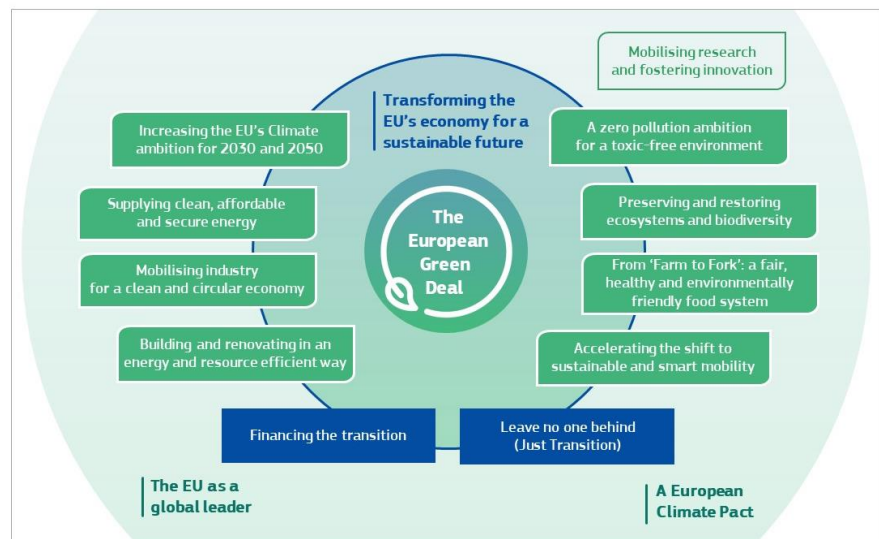 Mobilising research
and fostering innovation
Transforming the
EU's economy for a
sustainable future
Increasing the EU's Climate
ambition for 2030 and 2050
A zero pollution ambition
for a toxic-free environment
Supplying clean, affordable
and secure energy
Preserving and restoring
ecosystems and biodiversity
The
European
Green
Deal
Mobilising industry
for a clean and circular economy
From ‘Farm to Fork’: a fair,
healthy and environmentally
friendly food system
Building and renovating in an
energy and resource efficient way
Accelerating the shift to
sustainable and smart mobility
Financing the transition
Leave no one behind
(Just Transition)
The EU as a
global leader
A European
Climate Pact